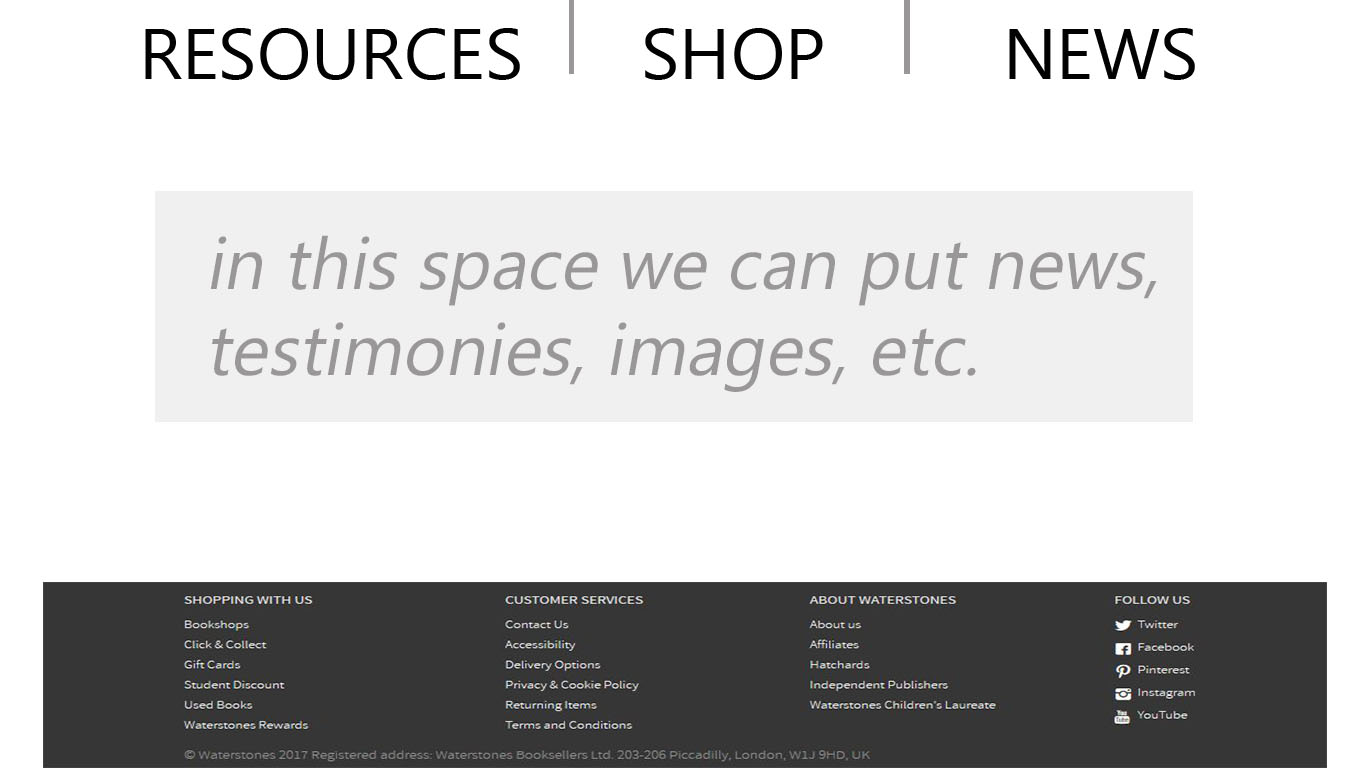 RESOURCES SHOP NEWS
in this space we can put news,
testimonies, images, etc.
SHOPPING WITH US
Bookshops
Click & Collect
Gift Cards
Student Discount
Used Books
Waterstones Rewards
CUSTOMER SERVICES
Contact Us
Accessibility
Delivery Options
Privacy & Cookie Policy
Returning Items
Terms and Conditions
ABOUT WATERSTONES
About us
Affiliates
Hatchards
Independent Publishers
Waterstones Children's Laureate
FOLLOW US
Twitter
Facebook
Pinterest
Instagram
You
Tube
YouTube
© Waterstones 2017 Registered address: Waterstones Booksellers Ltd. 203-206 Piccadilly, London, W1J 9HD, UK